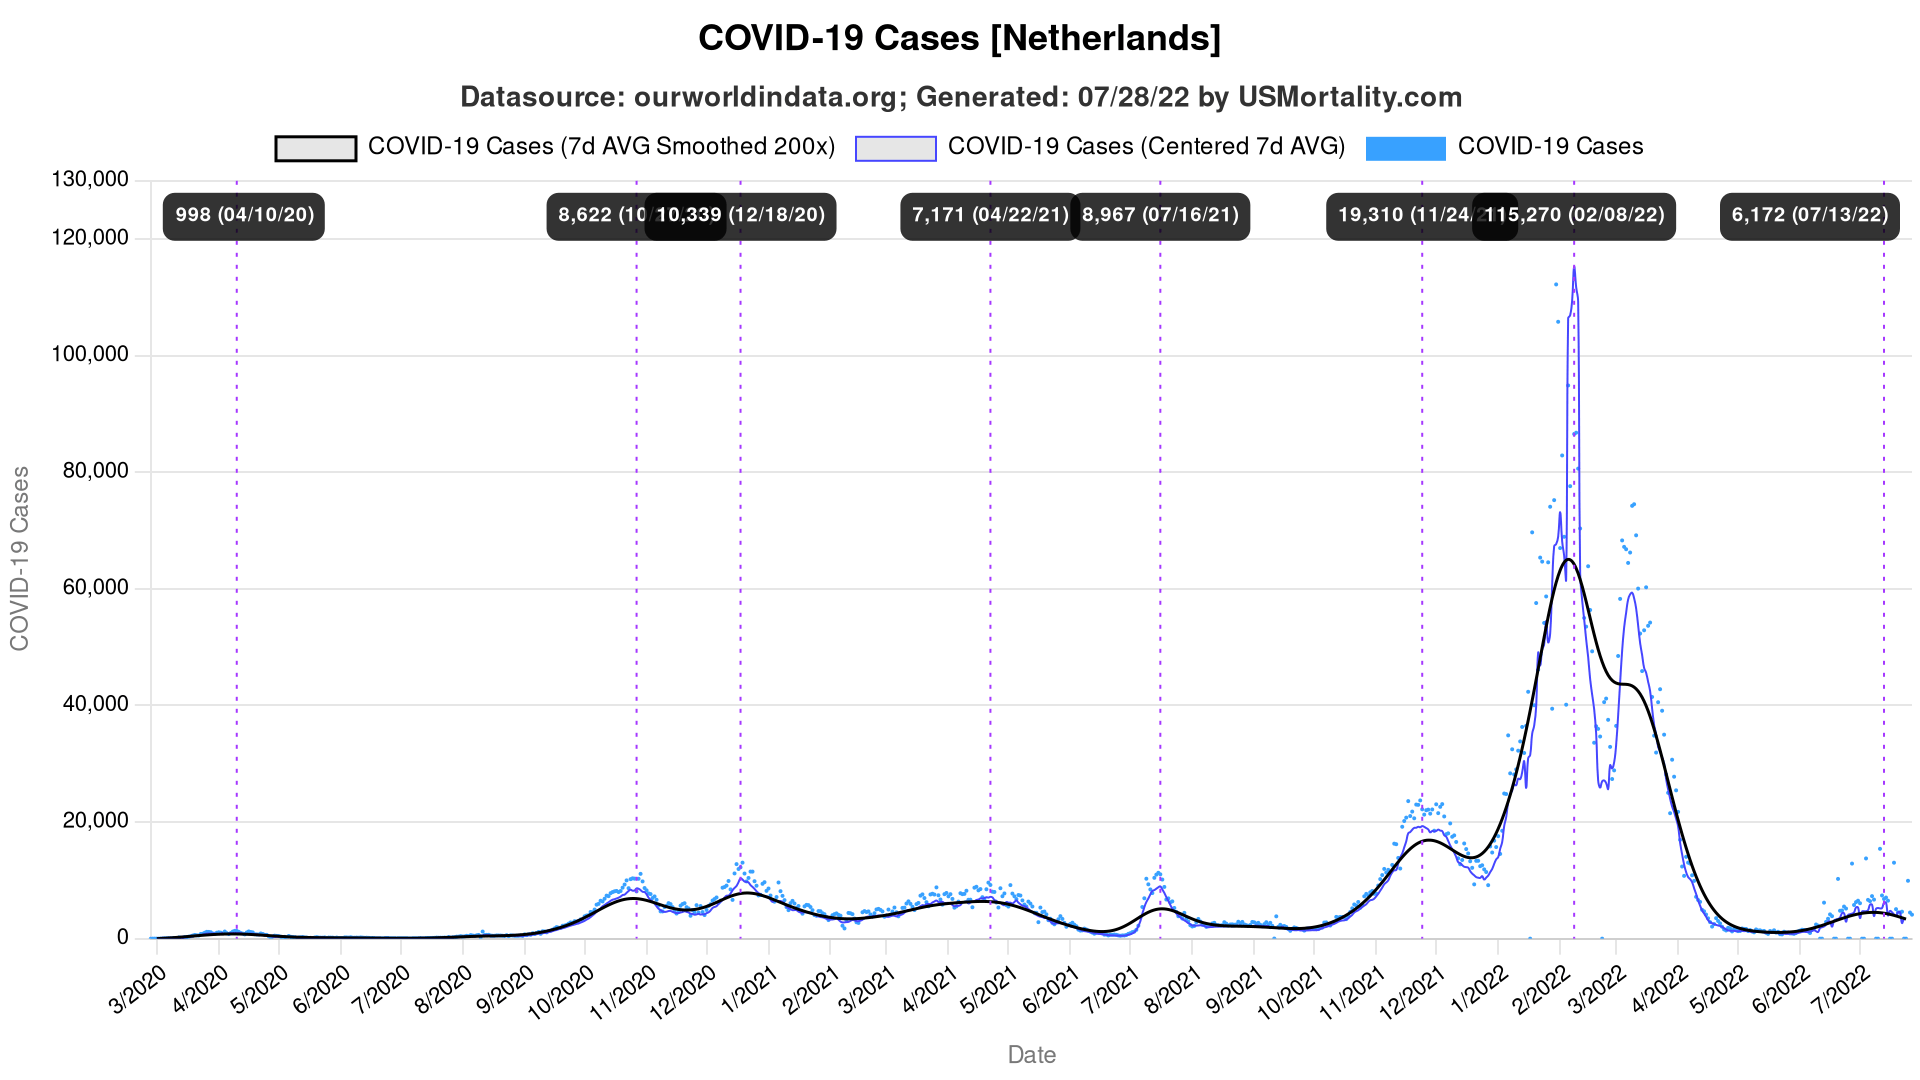 COVID-19 Cases [Netherlands]
Datasource: ourworldindata.org; Generated: 07/28/22 by USMortality.com
COVID-19 Cases (7d AVG Smoothed 200x) COVID-19 Cases (Centered 7d AVG) COVID-19 Cases
998 (04/10/20) 8,622 (10 10,339 (12/18/20) 7,171 (04/22/21) 8,967 (07/16/21) 19,310 (11/24/ 115,270 (02/08/22) 6,172 (07/13/22)
130,000
120,000
100,000
80,000
60,000
40,000
20,000
0
COVID-19 Cases
3/2020 4/2020 5/2020 6/2020 7/2020 8/2020 9/2020 10/2020 11/2020 12/2020 1/2021 2/2021 3/2021 4/2021 5/2021 6/2021 7/2021 8/2021 9/2021 10/2021 11/2021 12/2021 1/2022 2/2022 3/2022 4/2022 5/2022 6/2022 7/2022
Date